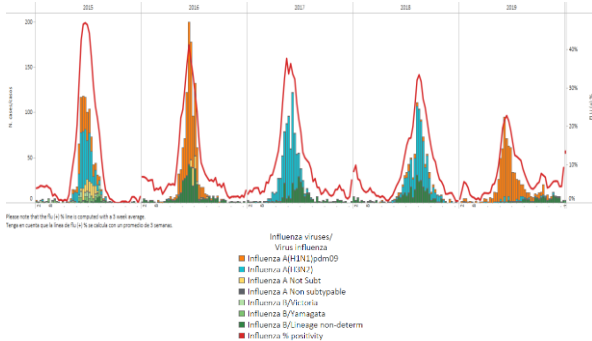 2015 2016 2017 2018 2019
200
150
100
50
0
40%
30%
20%
10%
0%
Please note that the flu (+) % line is computed with a 3 week average.
Tenga en cuenta que la linea de flu (+) % se calcula con un promedio de 3 semanas.
Influenza viruses/
Virus influenza
Influenza A(H1N1)pdm09
Influenza A(H3N2)
Influenza A Not Subt
Influenza A Non subtypable
Influenza B/Victoria
Influenza B/Yamagata
Influenza B/Lineage non-determ
Influenza % positivity